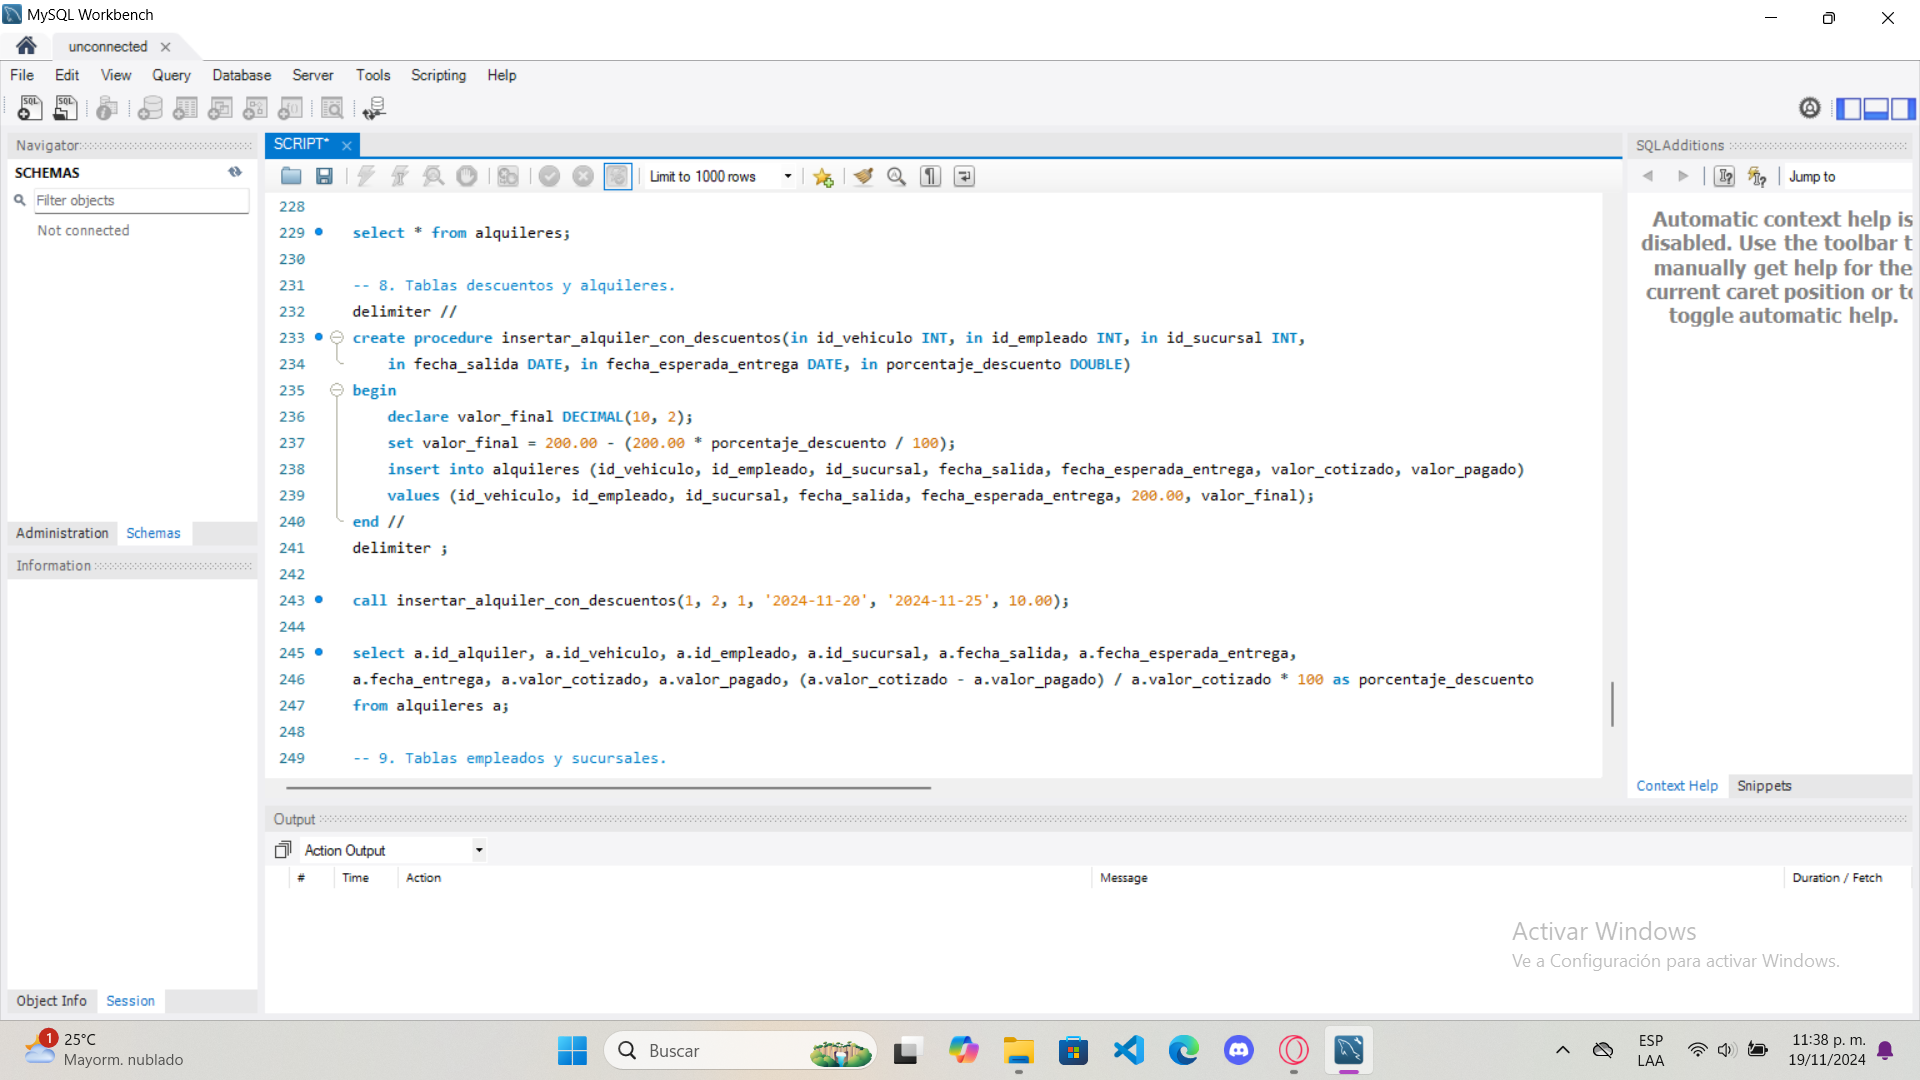 MySQL Workbench
unconnected
File Edit View Query Database Server Tools Scripting Help
Navigator
SCHEMAS
Filter objects
Not connected
Administration Schemas
Information
Object Info Session
SCRIPT*
Limit to 1000 rows
228
229 select * from alquileres;
230
231 -- 8. Tablas descuentos y alquileres.
232 delimiter //
233 create procedure insertar_alquiler_con_descuentos(in id_vehiculo INT, in id_empleado INT, in id_sucursal INT,
234 in fecha_salida DATE, in fecha_esperada_entrega DATE, in porcentaje_descuento DOUBLE)
235 begin
236 declare valor_final DECIMAL(10, 2);
237 set valor_final = 200.00 - (200.00 * porcentaje_descuento / 100);
238 insert into alquileres (id_vehiculo, id_empleado, id_sucursal, fecha_salida, fecha_esperada_entrega, valor_cotizado, valor_pagado)
239 values (id_vehiculo, id_empleado, id_sucursal, fecha_salida, fecha_esperada_entrega, 200.00, valor_final);
240 end //
241 delimiter ;
242
243 call insertar_alquiler_con_descuentos(1, 2, 1, '2024-11-20', '2024-11-25', 10.00);
244
245 select a.id_alquiler, a.id_vehiculo, a.id_empleado, a.id_sucursal, a.fecha_salida, a.fecha_esperada_entrega,
246 a.fecha_entrega, a.valor_cotizado, a.valor_pagado, (a.valor_cotizado - a.valor_pagado) / a.valor_cotizado * 100 as porcentaje_descuento
247 from alquileres a;
248
249 -- 9. Tablas empleados y sucursales.
SQLAdditions
Jump to
Automatic context help is
disabled. Use the toolbar t
manually get help for the
current caret position or to
toggle automatic help.
Context Help Snippets
Output
Action Output
# Time Action Message Duration / Fetch
Activar Windows
Ve a Configuración para activar Windows.
1
25°C
Mayorm. nublado
Buscar
ESP
LAA
11:38 p. m.
19/11/2024